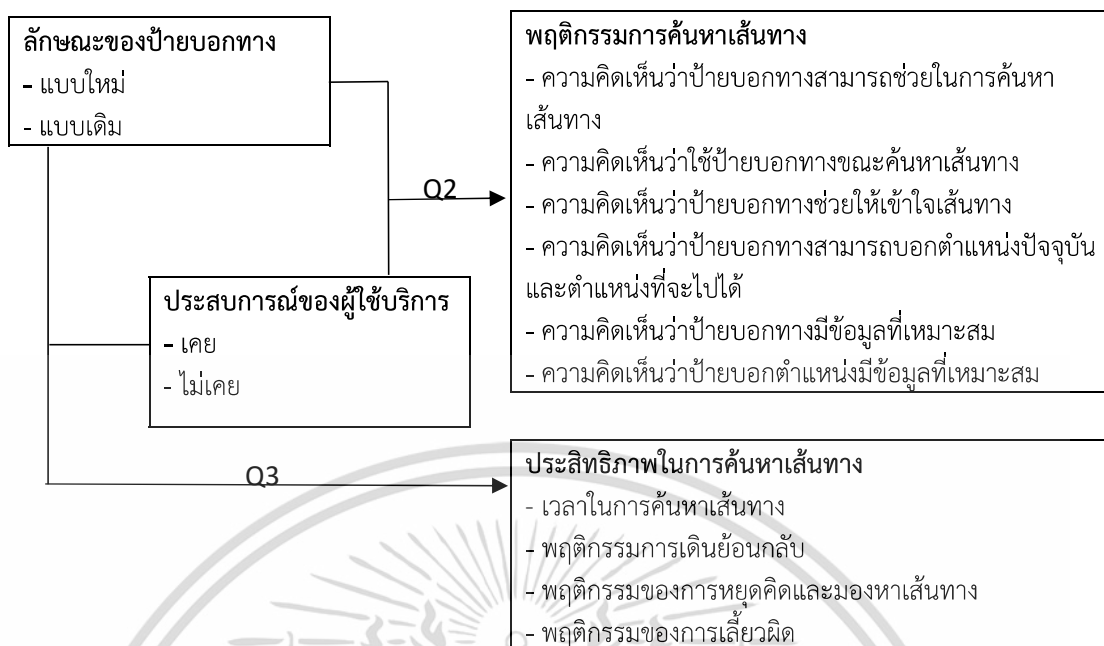 ลักษณะของป้ายบอกทาง
- แบบใหม่
- แบบเดิม
ประสบการณ์ของผู้ใช้บริการ
- เคย
- ไม่เคย
Q2
พฤติกรรมการค้นหาเส้นทาง
- ความคิดเห็นว่าป้ายบอกทางสามารถช่วยในการค้นหา
เส้นทาง
- ความคิดเห็นว่าใช้ป้ายบอกทางขณะค้นหาเส้นทาง
- ความคิดเห็นว่าป้ายบอกทางช่วยให้เข้าใจเส้นทาง
- ความคิดเห็นว่าป้ายบอกทางสามารถบอกตำแหน่งปัจจุบัน
และตำแหน่งที่จะไปได้
- ความคิดเห็นว่าป้ายบอกทางมีข้อมูลที่เหมาะสม
- ความคิดเห็นว่าป้ายบอกตำแหน่งมีข้อมูลที่เหมาะสม
Q3
ประสิทธิภาพในการค้นหาเส้นทาง
- เวลาในการค้นหาเส้นทาง
- พฤติกรรมการเดินย้อนกลับ
- พฤติกรรมของการหยุดคิดและมองหาเส้นทาง
- พฤติกรรมของการเลี้ยวผิด